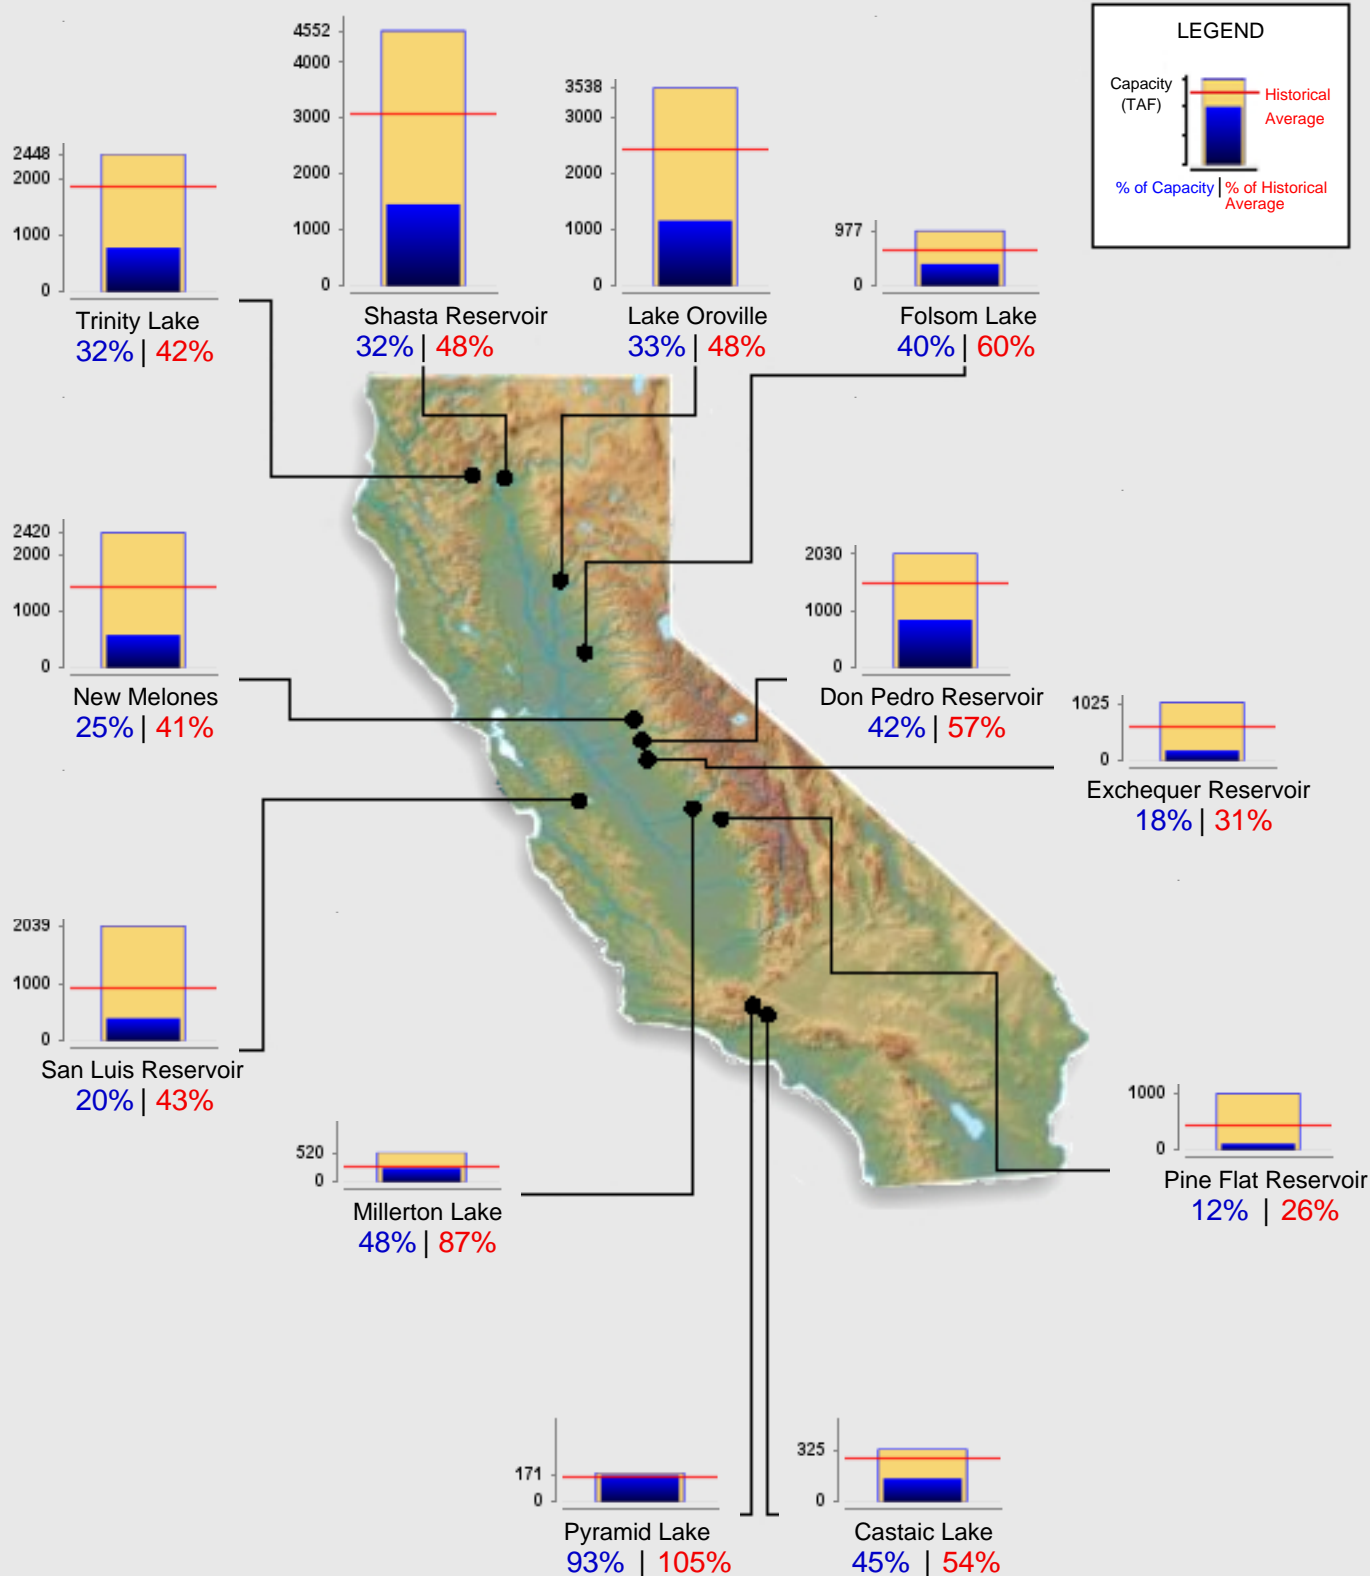 LEGEND
Capacity
(TAF)
Historical
Average
% of Capacity | % of Historical
Average
4552
4000
3000
2000
1000
0
Shasta Reservoir
32% | 48%
3538
3000
2000
1000
0
Lake Oroville
33% | 48%
2448
2000
1000
0
Trinity Lake
32% | 42%
977
0
Folsom Lake
40% | 60%
2420
2000
1000
0
New Melones
25% | 41%
2030
1000
0
Don Pedro Reservoir
42% | 57%
1025
0
Exchequer Reservoir
18% | 31%
2039
1000
0
San Luis Reservoir
20% | 43%
520
0
Millerton Lake
48% | 87%
1000
0
Pine Flat Reservoir
12% | 26%
171
0
Pyramid Lake
93% | 105%
325
0
Castaic Lake
45% | 54%